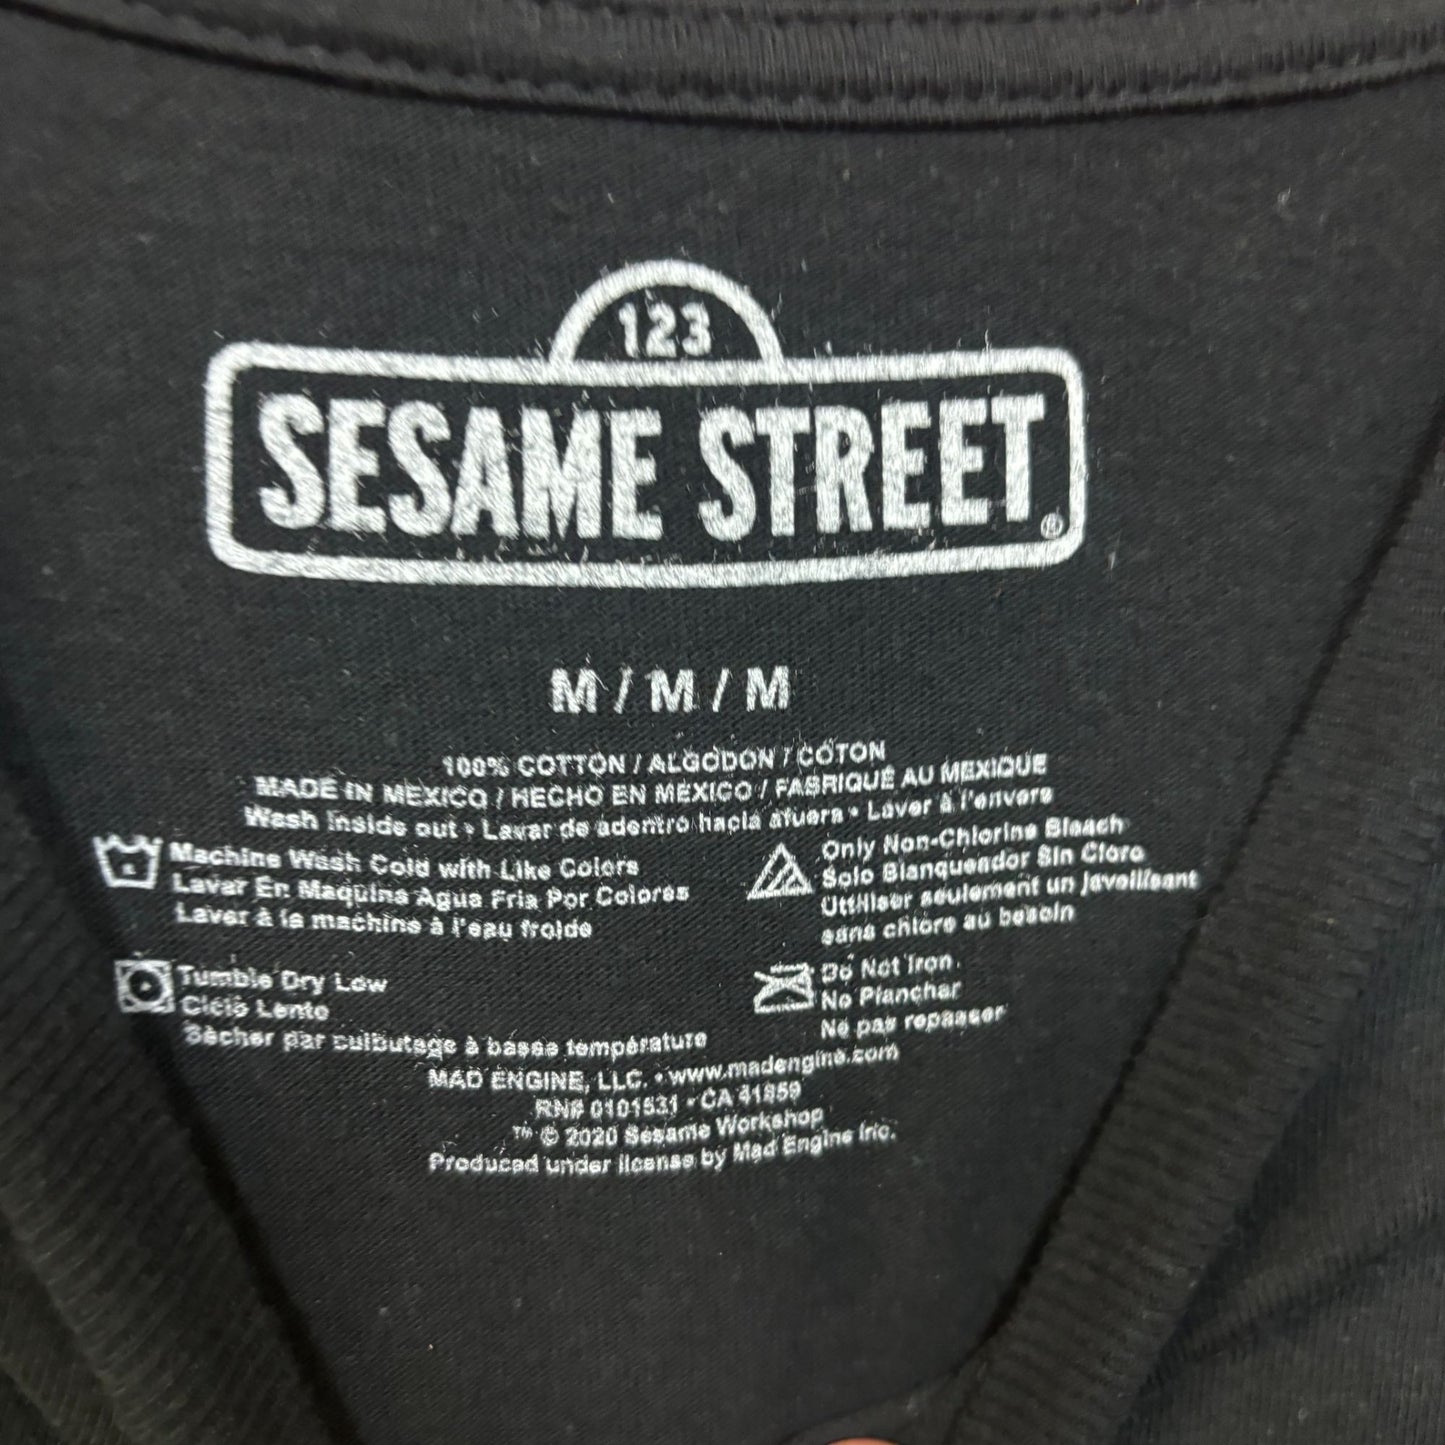 123
SESAME STREET®
M / M / M
100% COTTON / ALGODON / COTON
MADE IN MEXICO / HECHO EN MEXICO / FABRIQUÉ AU MEXIQUE
Wash Inside out • Lavar de adentro hacia afuera • Laver à l'envers
Machine Wash Cold with Like Colors
Lavar En Maquina Agua Fria Por Colores
Laver à la machine à l'eau froide
Only Non-Chlorine Bleach
Solo Blanqueador Sin Cloro
Utiliser seulement un javellisant
sans chlore au besoin
Tumble Dry Low
Ciclo Lento
Sècher par culbutage à basse température
Do Not Iron.
No Planchar
Ne pas repasser
MAD ENGINE, LLC. • www.madengine.com
RN# 0101531 • CA 41859
™ © 2020 Sesame Workshop
Produced under license by Mad Engine Inc.